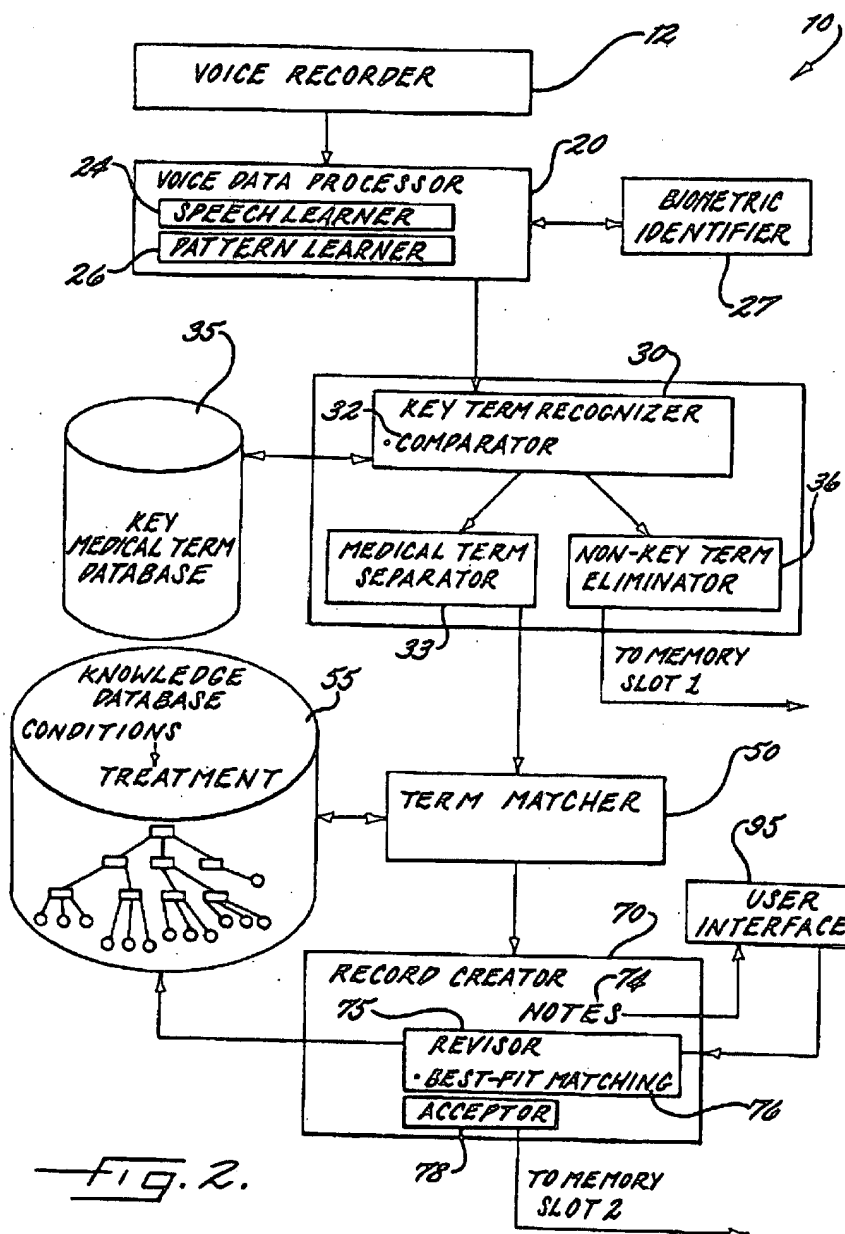 10
12
VOICE RECORDER
20
24
VOICE DATA PROCESSOR
SPEECH LEARNER
PATTERN LEARNER
26
BIOMETRIC
IDENTIFIER
27
35
30
32
KEY TERM RECOGNIZER
• COMPARATOR
36
KEY
MEDICAL TERM
DATABASE
MEDICAL TERM
SEPARATOR
33
NON-KEY TERM
ELIMINATOR
TO MEMORY
SLOT 1
KNOWLEDGE
DATABASE
55
CONDITIONS
TREATMENT
50
TERM MATCHER
95
USER
INTERFACE
70
RECORD CREATOR
74
NOTES
75
REVISOR
• BEST-FIT MATCHING
76
ACCEPTOR
78
TO MEMORY
SLOT 2
Fig. 2.